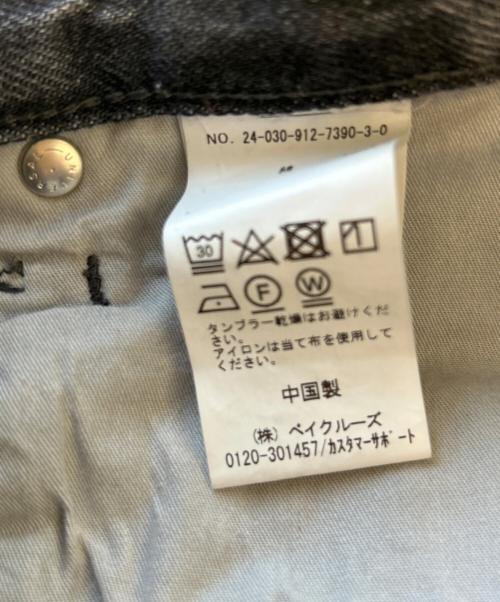 NO. 24-030-912-7390-3-0
30
F
W
タンブラー乾燥はお避けくだ
さい。
アイロンは当て布を使用して
ください。
中国製
(株) ベイクルーズ
0120-301457/カスタマーサポート